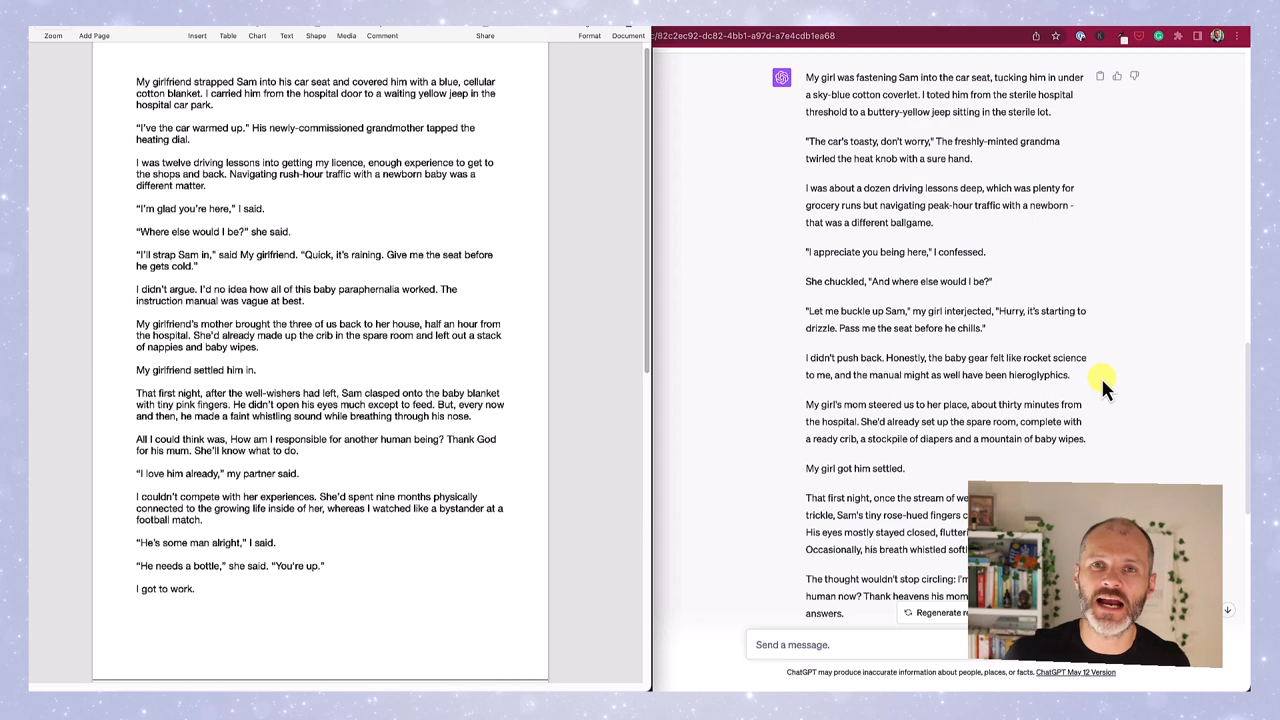 Zoom Add Page Insert Table Chart Text Shape Media Comment Share Format Document
My girlfriend strapped Sam into his car seat and covered him with a blue, cellular
cotton blanket. I carried him from the hospital door to a waiting yellow jeep in the
hospital car park.
“I’ve the car warmed up.” His newly-commissioned grandmother tapped the
heating dial.
I was twelve driving lessons into getting my licence, enough experience to get to
the shops and back. Navigating rush-hour traffic with a newborn baby was a
different matter.
“I’m glad you’re here,” I said.
“Where else would I be?” she said.
“I’ll strap Sam in,” said My girlfriend. “Quick, it’s raining. Give me the seat before
he gets cold.”
I didn’t argue. I’d no idea how all of this baby paraphernalia worked. The
instruction manual was vague at best.
My girlfriend’s mother brought the three of us back to her house, half an hour from
the hospital. She’d already made up the crib in the spare room and left out a stack
of nappies and baby wipes.
My girlfriend settled him in.
That first night, after the well-wishers had left, Sam clasped onto the baby blanket
with tiny pink fingers. He didn’t open his eyes much except to feed. But, every now
and then, he made a faint whistling sound while breathing through his nose.
All I could think was, How am I responsible for another human being? Thank God
for his mum. She’ll know what to do.
“I love him already,” my partner said.
I couldn’t compete with her experiences. She’d spent nine months physically
connected to the growing life inside of her, whereas I watched like a bystander at a
football match.
“He’s some man alright,” I said.
“He needs a bottle,” she said. “You’re up.”
I got to work.
/82c2ec92-dc82-4bb1-a97d-a7e4cdb1ea68
My girl was fastening Sam into the car seat, tucking him in under
a sky-blue cotton coverlet. I toted him from the sterile hospital
threshold to a buttery-yellow jeep sitting in the sterile lot.
"The car's toasty, don't worry," The freshly-minted grandma
twirled the heat knob with a sure hand.
I was about a dozen driving lessons deep, which was plenty for
grocery runs but navigating peak-hour traffic with a newborn -
that was a different ballgame.
"I appreciate you being here," I confessed.
She chuckled, "And where else would I be?"
"Let me buckle up Sam," my girl interjected, "Hurry, it's starting to
drizzle. Pass me the seat before he chills."
I didn't push back. Honestly, the baby gear felt like rocket science
to me, and the manual might as well have been hieroglyphics.
My girl's mom steered us to her place, about thirty minutes from
the hospital. She'd already set up the spare room, complete with
a ready crib, a stockpile of diapers and a mountain of baby wipes.
My girl got him settled.
That first night, once the stream of we
trickle, Sam's tiny rose-hued fingers c
His eyes mostly stayed closed, flutter
Occasionally, his breath whistled soft
The thought wouldn't stop circling: I'm
human now? Thank heavens his mom
answers.
Regenerate re
Send a message.
ChatGPT may produce inaccurate information about people, places, or facts. ChatGPT May 12 Version